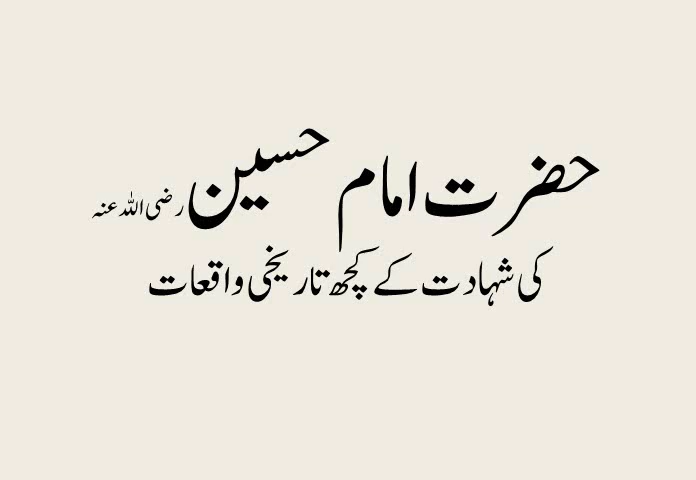 حضرت امام حسین رضی اللہ عنہ
کی شہادت کے کچھ تاریخی واقعات